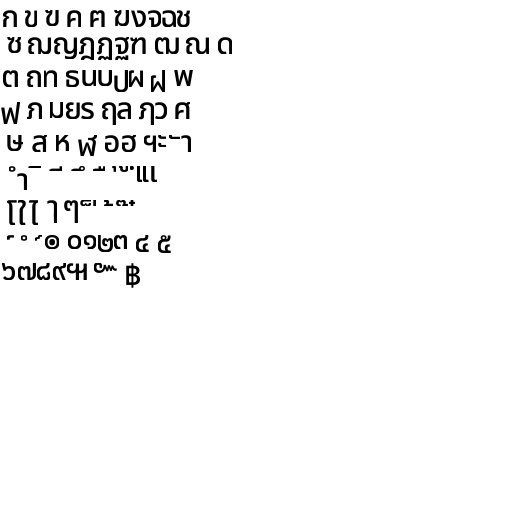 ก ข ฃ ค ฅ ฆงจฉช
ซ ฌญฎฏฐฑ ฒ ณ ด
ต ถท ธนบปผ ฝ พ
ฟ ภ มยร ฤล ฦว ศ
ษ ส ห ฬ อฮ ฯะ ั า
ำ ิ ี ึ ื ุ ู ฺ เแ
โใไ ๅ ๆ ็ ่ ้ ๊ ๋
์ ํ ๎ ๏ ๐๑๒๓ ๔ ๕
๖๗๘๙๚ ๛ ฿